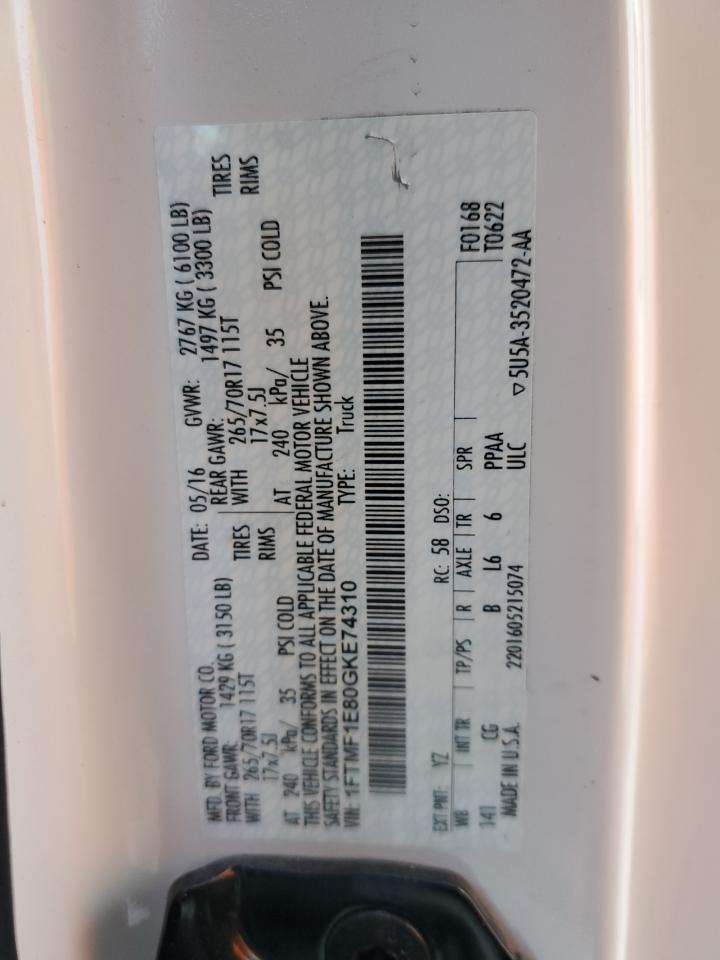 MFD. BY FORD MOTOR CO. DATE: 05/16 GVWR: 2767 KG ( 6100 LB)
FRONT GAWR: 1429 KG ( 3150 LB) REAR GAWR: 1497 KG ( 3300 LB)
WITH 265/70R17 115T TIRES WITH 265/70R17 115T TIRES
17x7.5J RIMS 17x7.5J RIMS
AT 240 kPa/ 35 PSI COLD AT 240 kPa/ 35 PSI COLD
THIS VEHICLE CONFORMS TO ALL APPLICABLE FEDERAL MOTOR VEHICLE
SAFETY STANDARDS IN EFFECT ON THE DATE OF MANUFACTURE SHOWN ABOVE.
VIN: 1FTMF1E80GKE74310 TYPE: Truck
EXT PNT: YZ RC: 58 DSO:
WB INT TR TP/PS R AXLE TR SPR F0168
141 CG B L6 6 PPAA T0622
MADE IN U.S.A. 2201605215074 ULC
▽5U5A-3520472-AA